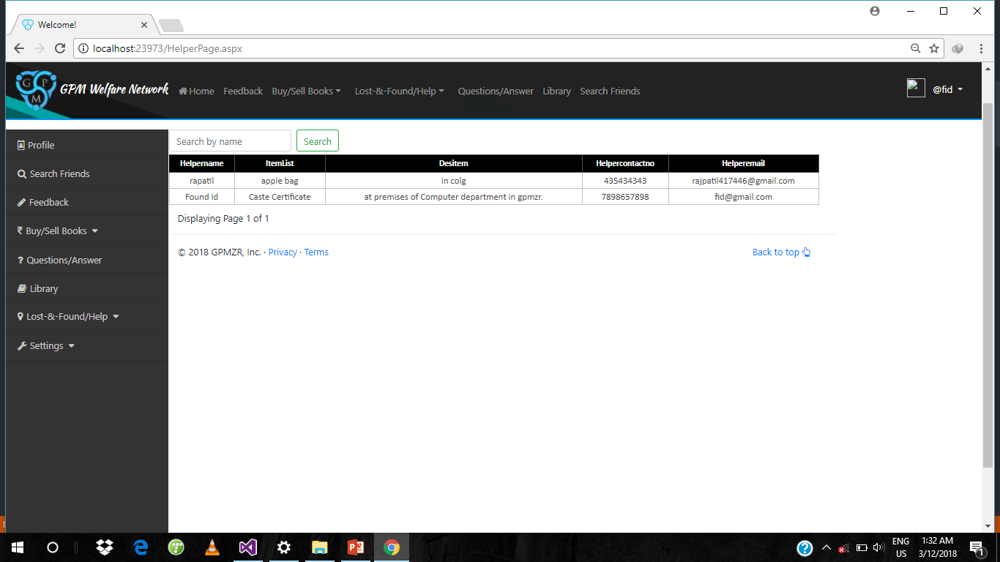 Welcome!
localhost:23973/HelperPage.aspx
G P M GPM Welfare Network Home Feedback Buy/Sell Books Lost-&-Found/Help Questions/Answer Library Search Friends @fid
Profile
Search Friends
Feedback
₹ Buy/Sell Books
? Questions/Answer
Library
Lost-&-Found/Help
Settings
Search by name Search
Helpername ItemList Desitem Helpercontactno Helperemail
rapatil apple bag in colg 435434343 rajpatil417446@gmail.com
Found Id Caste Certificate at premises of Computer department in gpmzr. 7898657898 fid@gmail.com
Displaying Page 1 of 1
© 2018 GPMZR, Inc. · Privacy · Terms Back to top
ENG 1:32 AM
US 3/12/2018 1